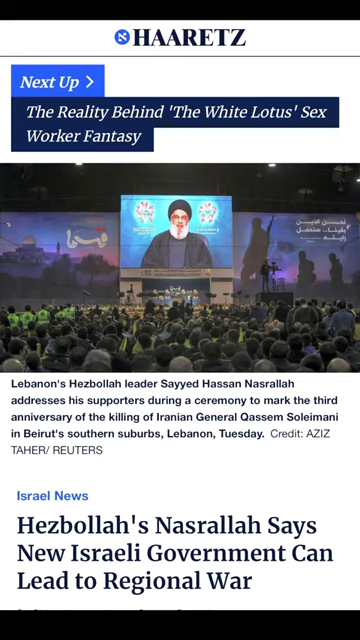 HAARETZ
Next Up >
The Reality Behind 'The White Lotus' Sex
Worker Fantasy
Lebanon's Hezbollah leader Sayyed Hassan Nasrallah
addresses his supporters during a ceremony to mark the third
anniversary of the killing of Iranian General Qassem Soleimani
in Beirut's southern suburbs, Lebanon, Tuesday. Credit: AZIZ
TAHER/ REUTERS
Israel News
Hezbollah's Nasrallah Says
New Israeli Government Can
Lead to Regional War